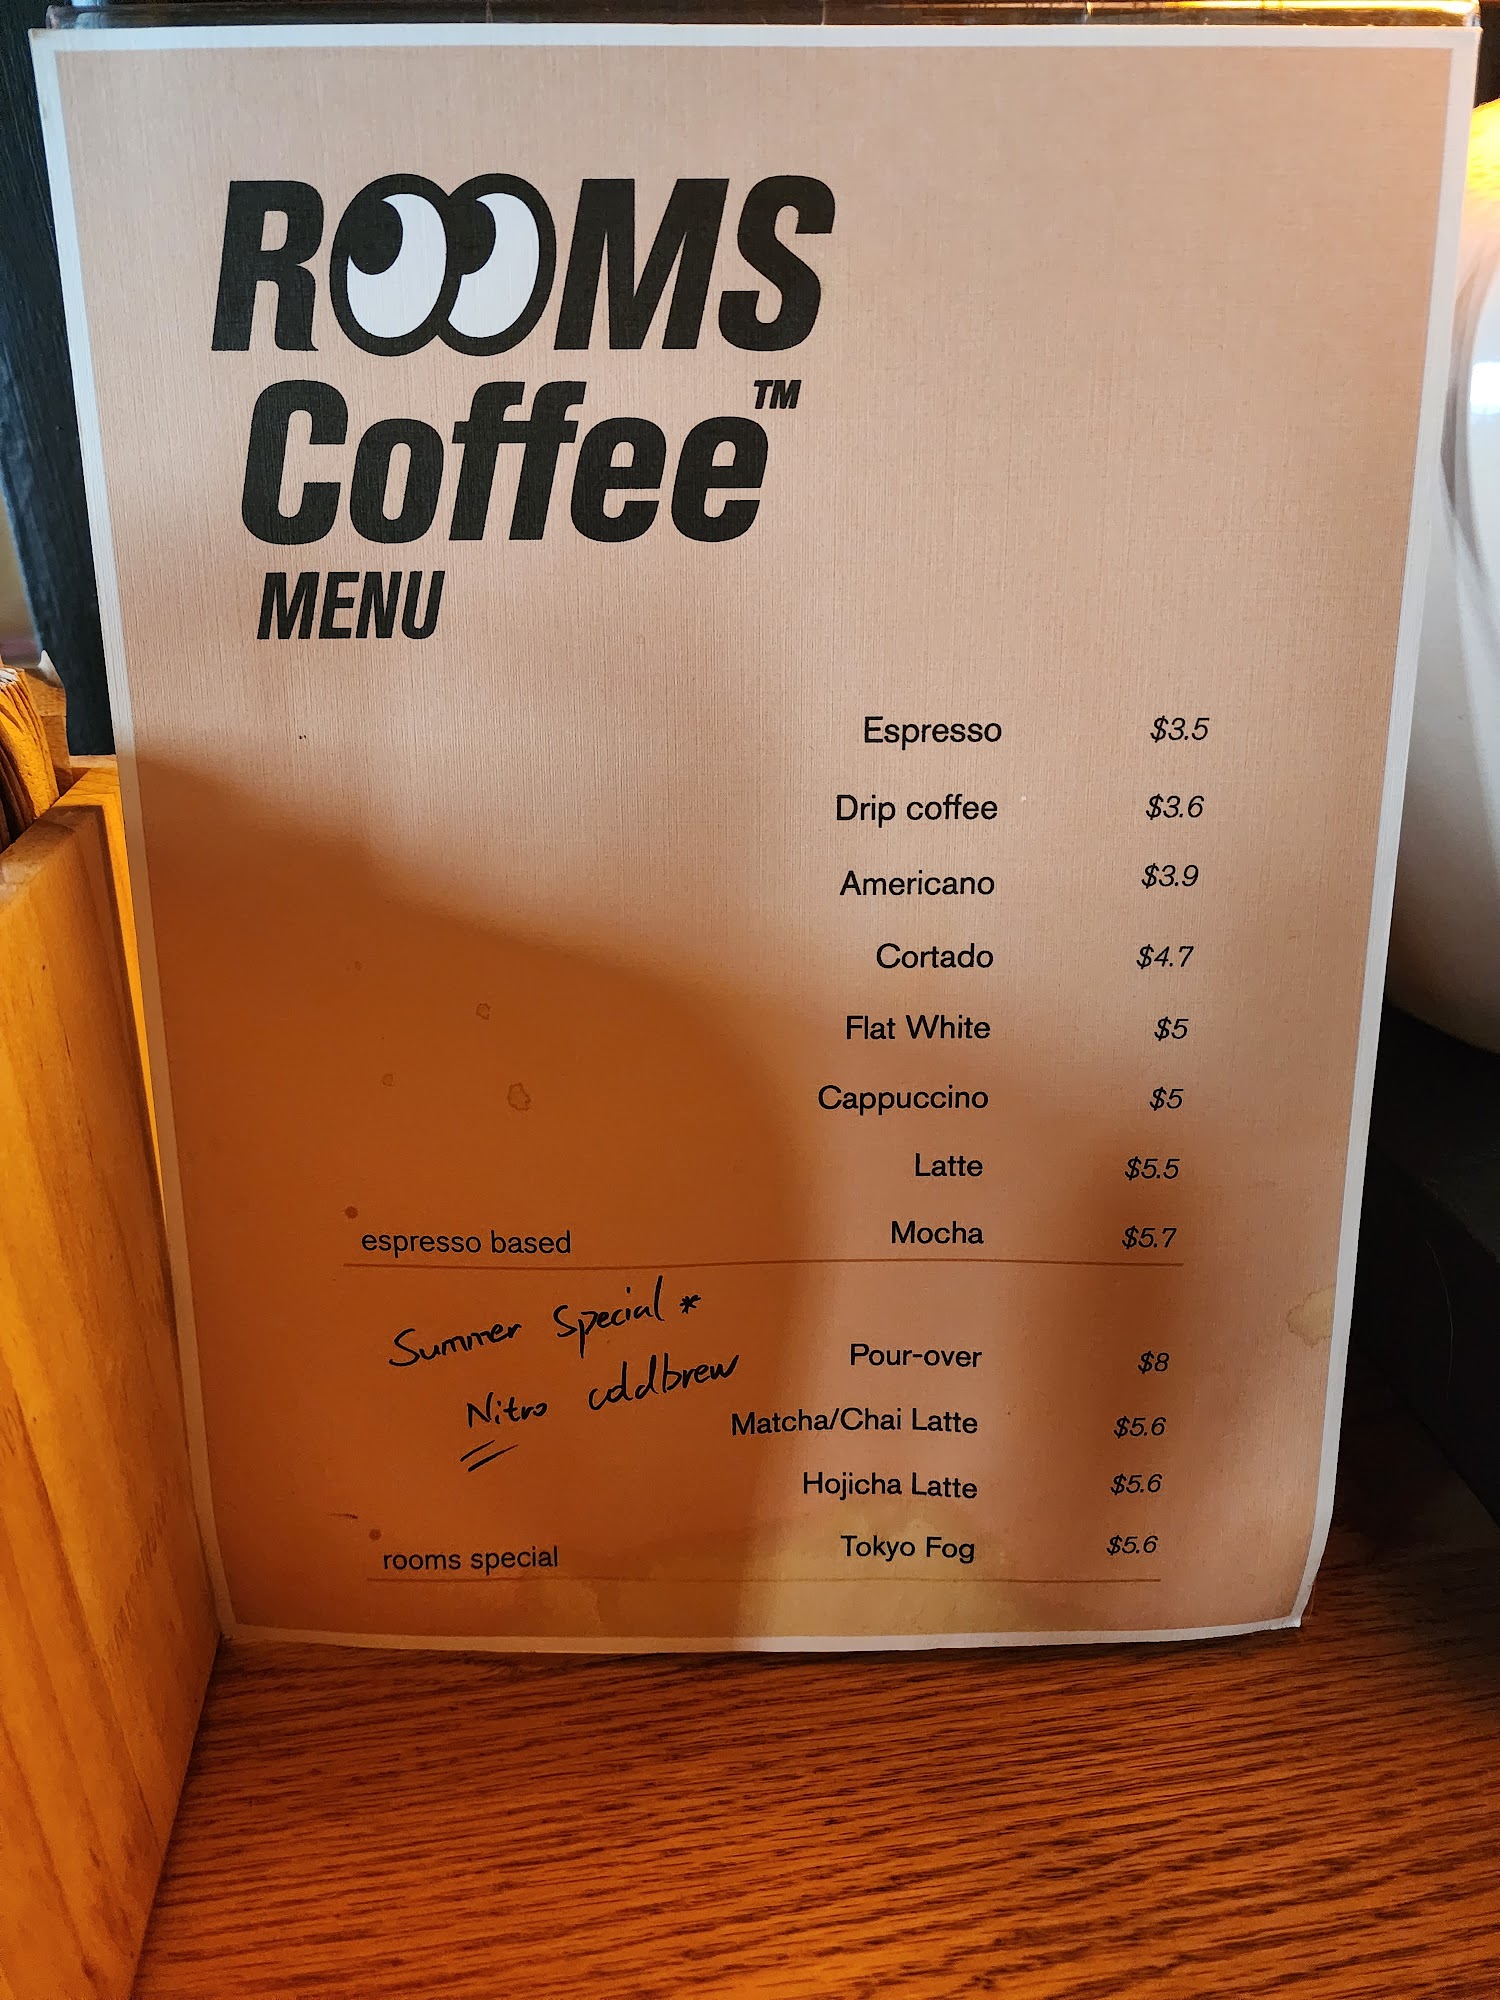 ROOMS
Coffee™
MENU
Espresso $3.5
Drip coffee $3.6
Americano $3.9
Cortado $4.7
Flat White $5
Cappuccino $5
Latte $5.5
Mocha $5.7
espresso based
Summer Special *
Nitro coldbrew
Pour-over $8
Matcha/Chai Latte $5.6
Hojicha Latte $5.6
Tokyo Fog $5.6
rooms special